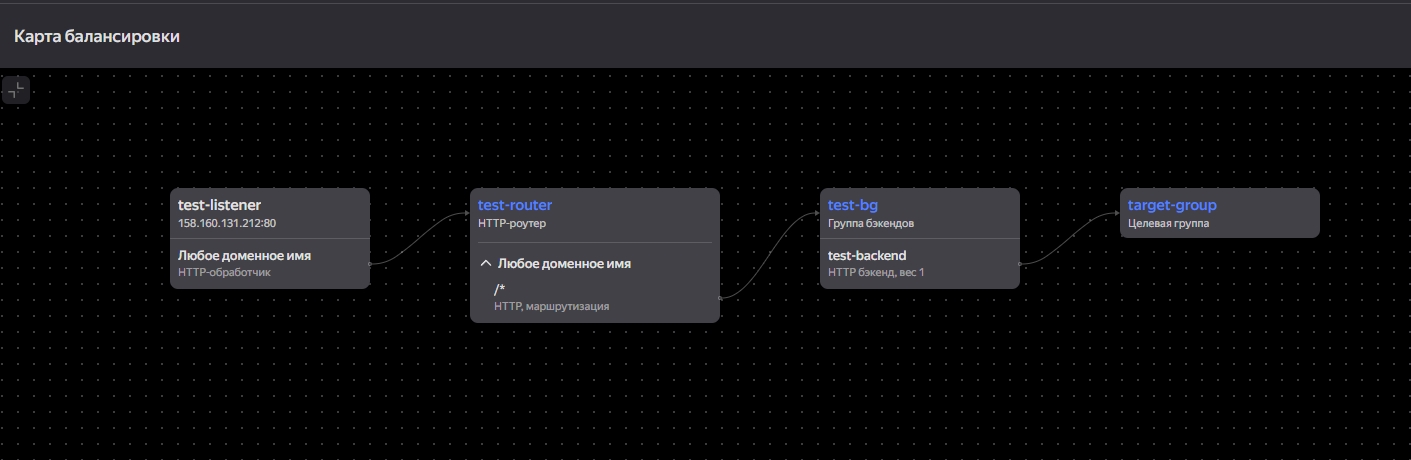 Карта балансировки
test-listener
158.160.131.212:80
Любое доменное имя
HTTP-обработчик
test-router
HTTP-роутер
Любое доменное имя
/*
HTTP, маршрутизация
test-bg
Группа бэкендов
test-backend
HTTP бэкенд, вес 1
target-group
Целевая группа